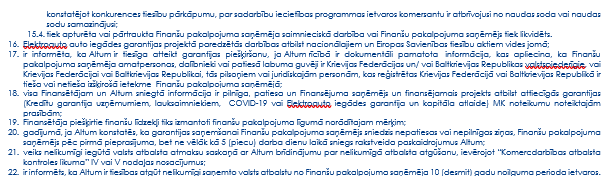 konstatējot konkurences tiesību pārkāpumu, par sadarbību iecietības programmas ietvaros komersantu ir atbrīvojusi no naudas soda vai naudas
sodu samazinājusi;
15.4. tiek apturēta vai pārtraukta Finanšu pakalpojuma saņēmēja saimnieciskā darbība vai Finanšu pakalpojuma saņēmējs tiek likvidēts.
16. Elektroauto auto iegādes garantijas projektā paredzētās darbības atbilst nacionālajiem un Eiropas Savienības tiesību aktiem vides jomā;
17. ir informēta, ka Altum ir tiesīga atteikt garantijas piešķiršanu, ja Altum rīcībā ir dokumentāli pamatota informācija, kas apliecina, ka Finanšu
pakalpojuma saņēmēja amatpersonas, dalībnieki vai patiesā labuma guvēji ir Krievijas Federācijas un/ vai Baltkrievijas Republikas valstspiederīgie, vai
Krievijas Federācijai vai Baltkrievijas Republikai, tās pilsoņiem vai juridiskajām personām, kas reģistrētas Krievijas Federācijā vai Baltkrievijas Republikā ir
tieša vai netieša izšķirošā ietekme Finanšu pakalpojuma saņēmējā;
18. visa Finansētājam un Altum sniegtā informācija ir pilnīga, patiesa un Finansējuma saņēmējs un finansējamais projekts atbilst attiecīgās garantijas
(Kredītu garantija uzņēmumiem, lauksaimniekiem, COVID-19 vai Elektroauto iegādes garantija un kapitāla atlaide) MK noteikumu noteiktajām
prasībām;
19. Finansētāja piešķirtie finanšu līdzekļi tiks izmantoti finanšu pakalpojuma līgumā norādītajiem mērķiem;
20. gadījumā, ja Altum konstatēs, ka garantijas saņemšanai Finanšu pakalpojuma saņēmējs sniedzis nepatiesas vai nepilnīgas ziņas, Finanšu pakalpojuma
saņēmējs pēc pirmā pieprasījuma, bet ne vēlāk kā 5 (piecu) darba dienu laikā sniegs rakstveida paskaidrojumus Altum;
21. veiks nelikumīgi iegūtā valsts atbalsta atmaksu saskaņā ar Altum brīdinājumu par nelikumīgā atbalsta atgūšanu, ievērojot "Komercdarbības atbalsta
kontroles likuma" IV vai V nodaļas nosacījumus;
22. ir informēts, ka Altum ir tiesības atgūt nelikumīgi saņemto valsts atbalstu no Finanšu pakalpojuma saņēmēja 10 (desmit) gadu noilguma perioda ietvaros.